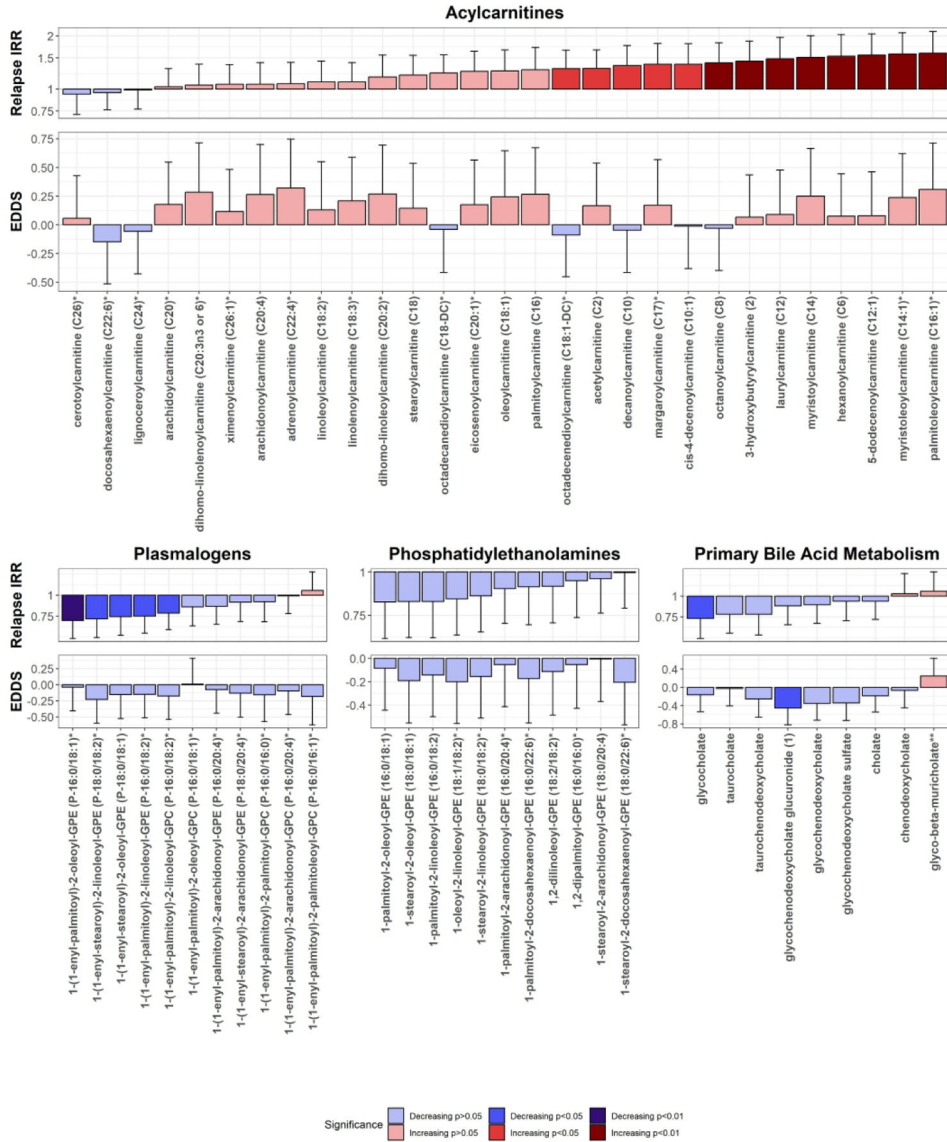 Acylcarnitines
Relapse IRR
2
1.5
1
0.75
EDDS
0.75
0.50
0.25
0.00
-0.25
-0.50
cerotoylcarnitine (C26)*
docosahexaenoylcarnitine (C22:6)*
lignoceroylcarnitine (C24)*
arachidoylcarnitine (C20)*
dihomo-linolenoylcarnitine (C20:3n3 or 6)*
ximenoylcarnitine (C26:1)*
arachidonoylcarnitine (C20:4)
adrenoylcarnitine (C22:4)*
linoleoylcarnitine (C18:2)*
linolenoylcarnitine (C18:3)*
dihomo-linoleoylcarnitine (C20:2)*
stearoylcarnitine (C18)
octadecanedioylcarnitine (C18-DC)*
eicosenoylcarnitine (C20:1)*
oleoylcarnitine (C18:1)
palmitoylcarnitine (C16)
octadecenedioylcarnitine (C18:1-DC)*
acetylcarnitine (C2)
decanoylcarnitine (C10)
margaroylcarnitine (C17)*
cis-4-decenoylcarnitine (C10:1)
octanoylcarnitine (C8)
3-hydroxybutyrylcarnitine (2)
laurylcarnitine (C12)
myristoylcarnitine (C14)
hexanoylcarnitine (C6)
5-dodecenoylcarnitine (C12:1)
myristoleoylcarnitine (C14:1)*
palmitoleoylcarnitine (C16:1)*
Plasmalogens
Relapse IRR
1
0.75
EDDS
0.25
0.00
-0.25
-0.50
1-(1-enyl-palmitoyl)-2-oleoyl-GPE (P-16:0/18:1)*
1-(1-enyl-stearoyl)-2-linoleoyl-GPE (P-18:0/18:2)*
1-(1-enyl-stearoyl)-2-oleoyl-GPE (P-18:0/18:1)
1-(1-enyl-palmitoyl)-2-linoleoyl-GPE (P-16:0/18:2)*
1-(1-enyl-palmitoyl)-2-linoleoyl-GPC (P-16:0/18:2)*
1-(1-enyl-palmitoyl)-2-oleoyl-GPC (P-16:0/18:1)*
1-(1-enyl-palmitoyl)-2-arachidonoyl-GPE (P-16:0/20:4)*
1-(1-enyl-stearoyl)-2-arachidonoyl-GPE (P-18:0/20:4)*
1-(1-enyl-palmitoyl)-2-palmitoyl-GPC (P-16:0/16:0)*
1-(1-enyl-palmitoyl)-2-arachidonoyl-GPC (P-16:0/20:4)*
1-(1-enyl-palmitoyl)-2-palmitoleoyl-GPC (P-16:0/16:1)*
Phosphatidylethanolamines
1
0.75
0.0
-0.2
-0.4
1-palmitoyl-2-oleoyl-GPE (16:0/18:1)
1-stearoyl-2-oleoyl-GPE (18:0/18:1)
1-palmitoyl-2-linoleoyl-GPE (16:0/18:2)
1-oleoyl-2-linoleoyl-GPE (18:1/18:2)*
1-stearoyl-2-linoleoyl-GPE (18:0/18:2)*
1-palmitoyl-2-arachidonoyl-GPE (16:0/20:4)*
1-palmitoyl-2-docosahexaenoyl-GPE (16:0/22:6)*
1,2-dilinoleoyl-GPE (18:2/18:2)*
1,2-dipalmitoyl-GPE (16:0/16:0)*
1-stearoyl-2-arachidonoyl-GPE (18:0/20:4)
1-stearoyl-2-docosahexaenoyl-GPE (18:0/22:6)*
Primary Bile Acid Metabolism
1
0.75
0.4
0.0
-0.4
-0.8
glycocholate
taurocholate
taurochenodeoxycholate
glycochenodeoxycholate glucuronide (1)
glycochenodeoxycholate
glycochenodeoxycholate sulfate
cholate
chenodeoxycholate
glyco-beta-muricholate**
Significance
Decreasing p>0.05
Decreasing p<0.05
Decreasing p<0.01
Increasing p>0.05
Increasing p<0.05
Increasing p<0.01